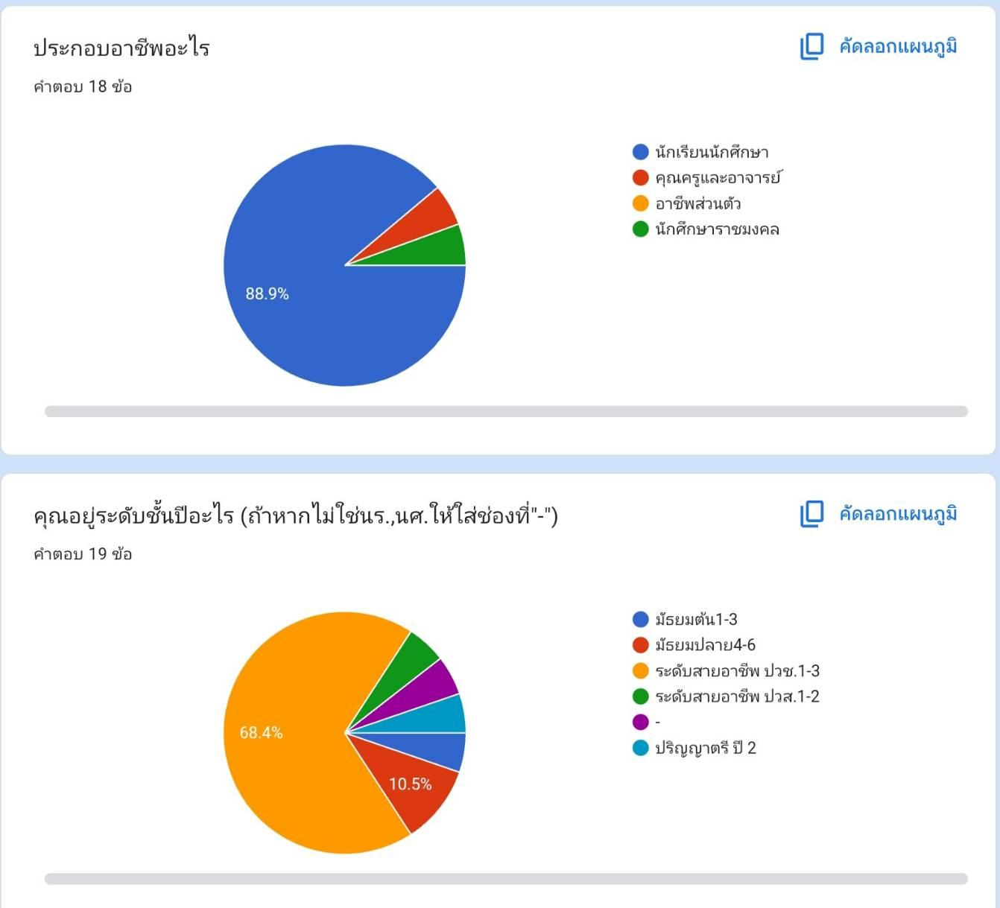 ประกอบอาชีพอะไร
คัดลอกแผนภูมิ
คำตอบ 18 ข้อ
นักเรียนนักศึกษา
คุณครูและอาจารย์
อาชีพส่วนตัว
นักศึกษาราชมงคล
88.9%
คุณอยู่ระดับชั้นปีอะไร (ถ้าหากไม่ใช่นร.,นศ.ให้ใส่ช่องที่"-")
คัดลอกแผนภูมิ
คำตอบ 19 ข้อ
มัธยมต้น1-3
มัธยมปลาย4-6
ระดับสายอาชีพ ปวช.1-3
ระดับสายอาชีพ ปวส.1-2
-
ปริญญาตรี ปี 2
68.4%
10.5%